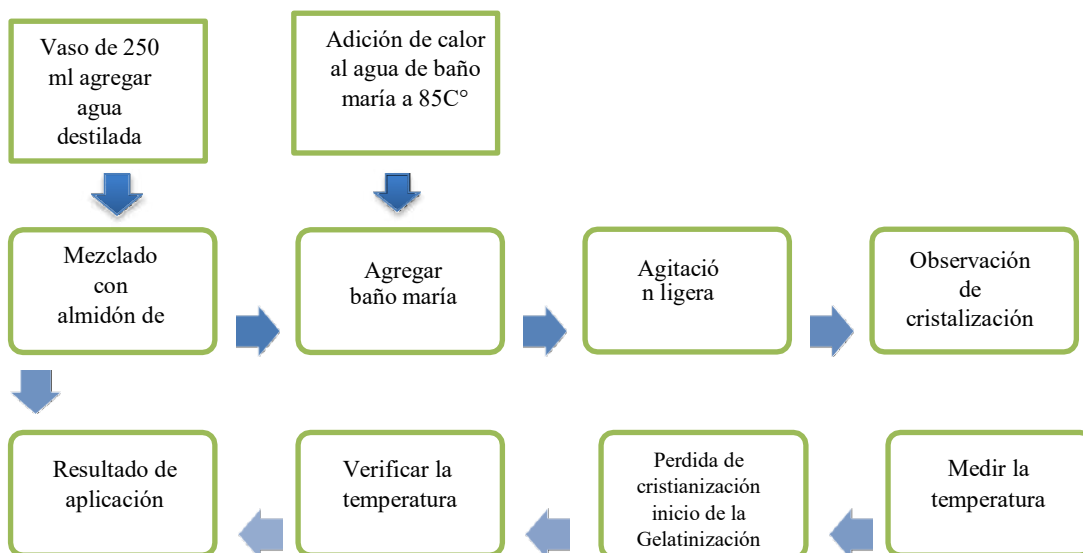 Vaso de 250
ml agregar
agua
destilada
Adición de calor
al agua de baño
maría a 85C°
Mezclado
con
almidón de
Agregar
baño maría
Agitació
n ligera
Observación
de
cristalización
Resultado de
aplicación
Verificar la
temperatura
Perdida de
cristianización
inicio de la
Gelatinización
Medir la
temperatura